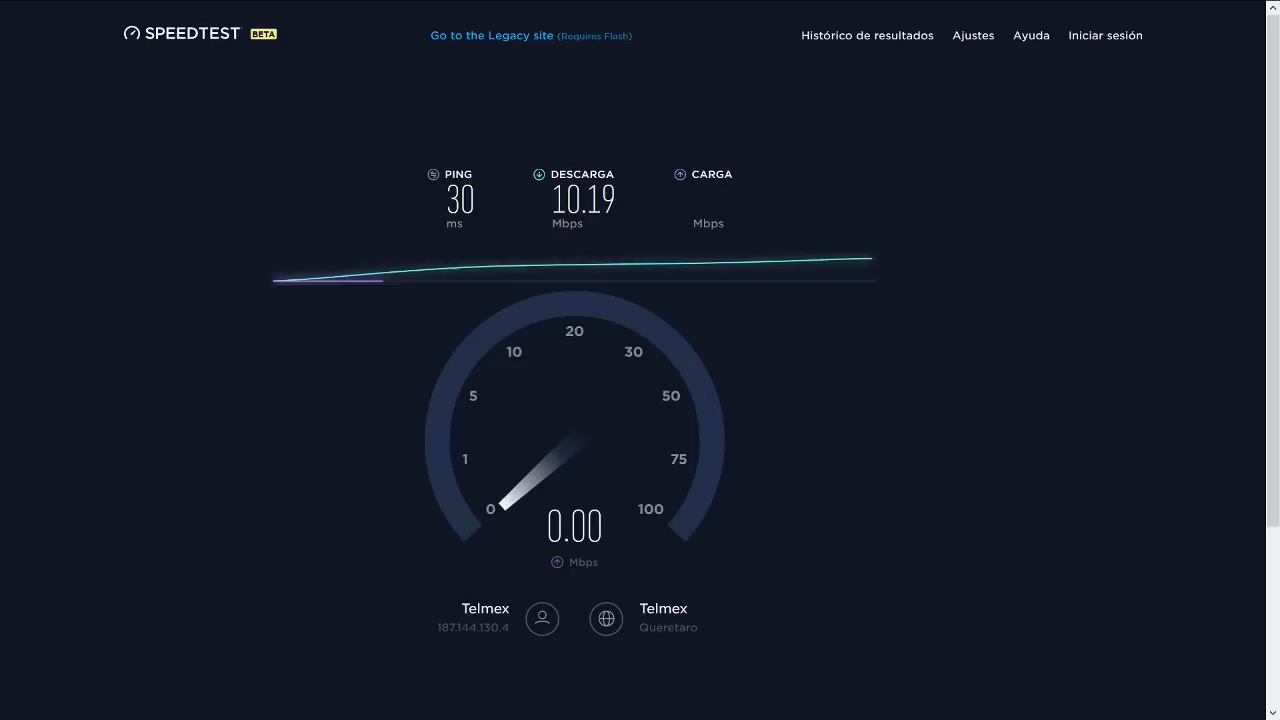 SPEEDTEST BETA
Go to the Legacy site (Requires Flash)
Histórico de resultados Ajustes Ayuda Iniciar sesión
PING DESCARGA CARGA
30 10.19
ms Mbps Mbps
20
10 30
5 50
1 75
0 100
0.00
Mbps
Telmex Telmex
187.144.130.4 Queretaro